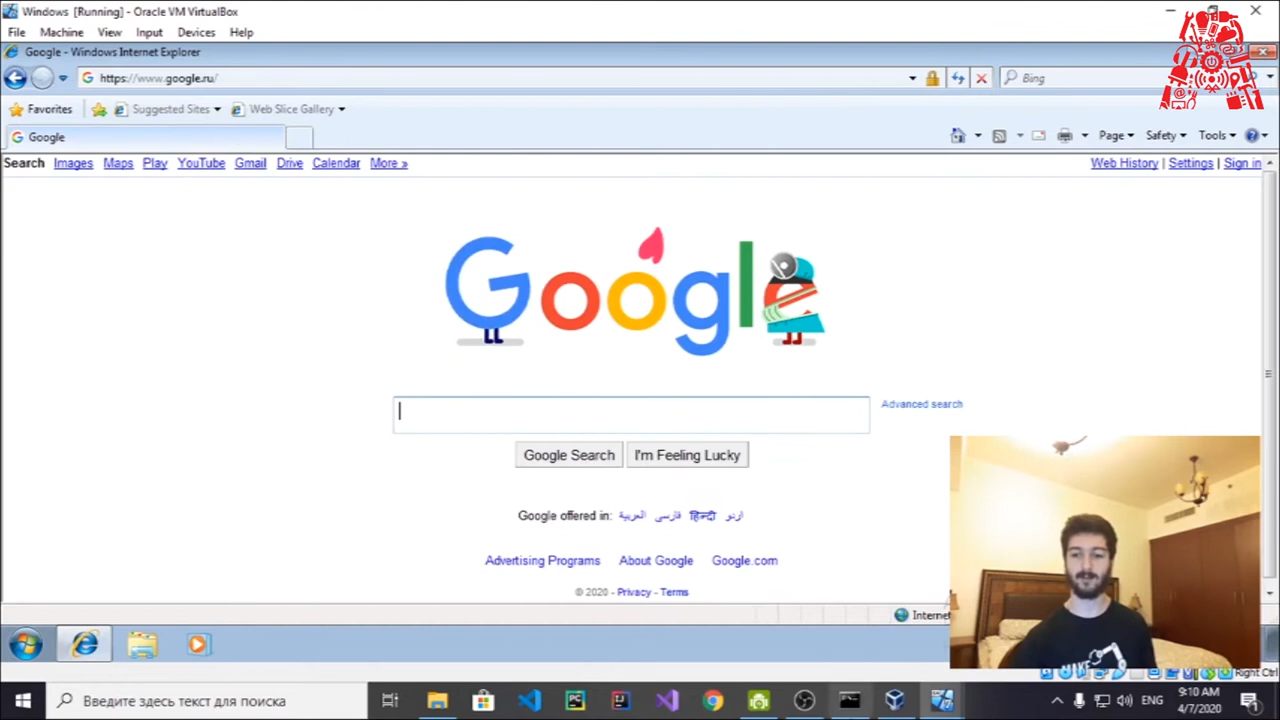 Windows [Running] - Oracle VM VirtualBox
File Machine View Input Devices Help
Google - Windows Internet Explorer
https://www.google.ru/
Bing
Favorites Suggested Sites Web Slice Gallery
Google
Page Safety Tools
Search Images Maps Play YouTube Gmail Drive Calendar More »
Web History | Settings | Sign in
Google
Advanced search
Google Search I'm Feeling Lucky
Google offered in: العربية فارسی हिन्दी اردو
Advertising Programs About Google Google.com
© 2020 - Privacy - Terms
Internet
MAKE
Right Ctrl
Введите здесь текст для поиска
ENG
9:10 AM
4/7/2020
1